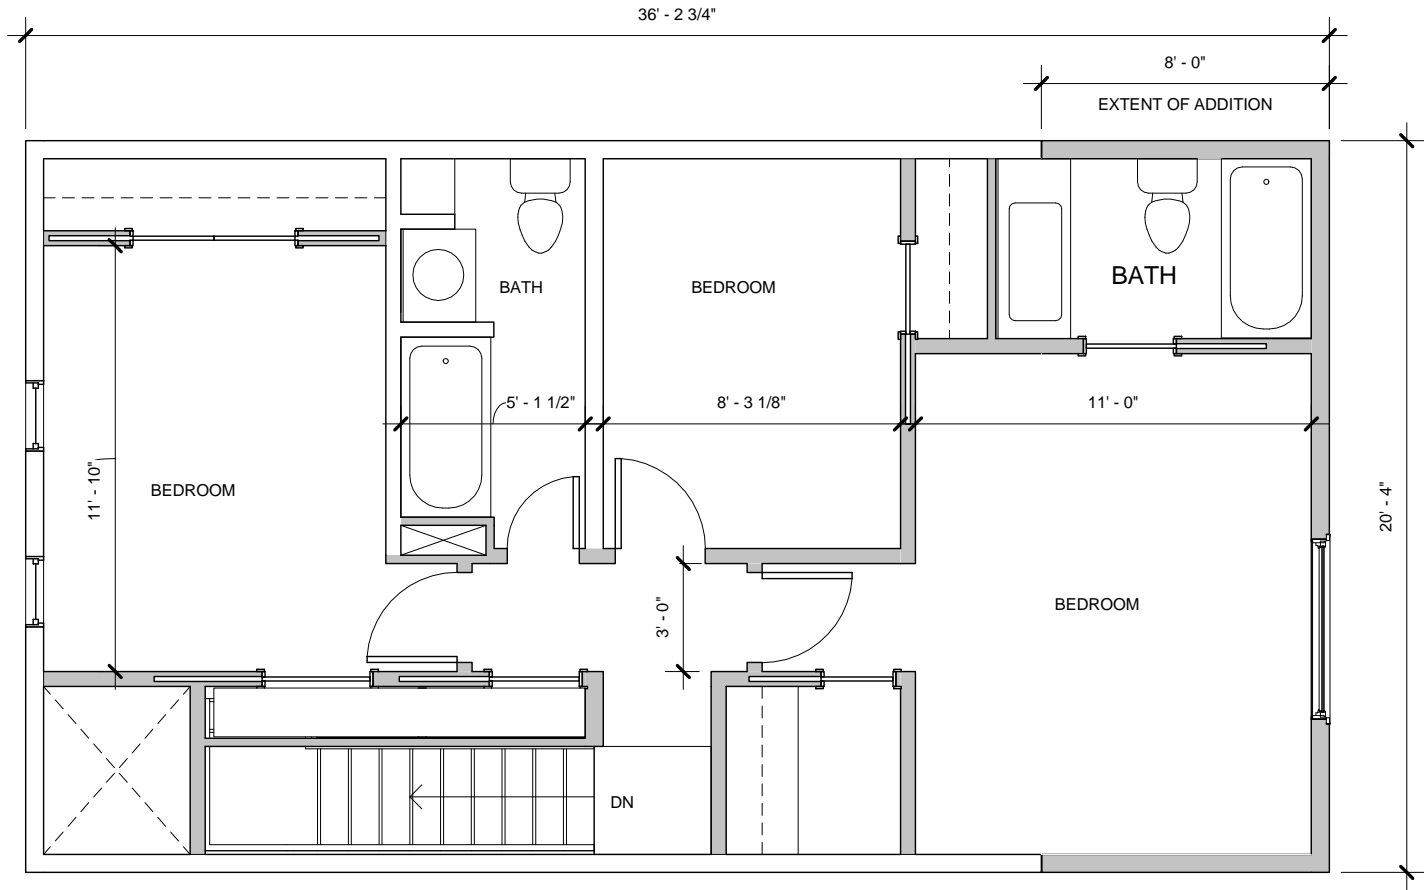 36' - 2 3/4"
8' - 0"
EXTENT OF ADDITION
BATH
BATH
BEDROOM
5' - 1 1/2"
8' - 3 1/8"
11' - 0"
11' - 10"
BEDROOM
20' - 4"
3' - 0"
BEDROOM
DN